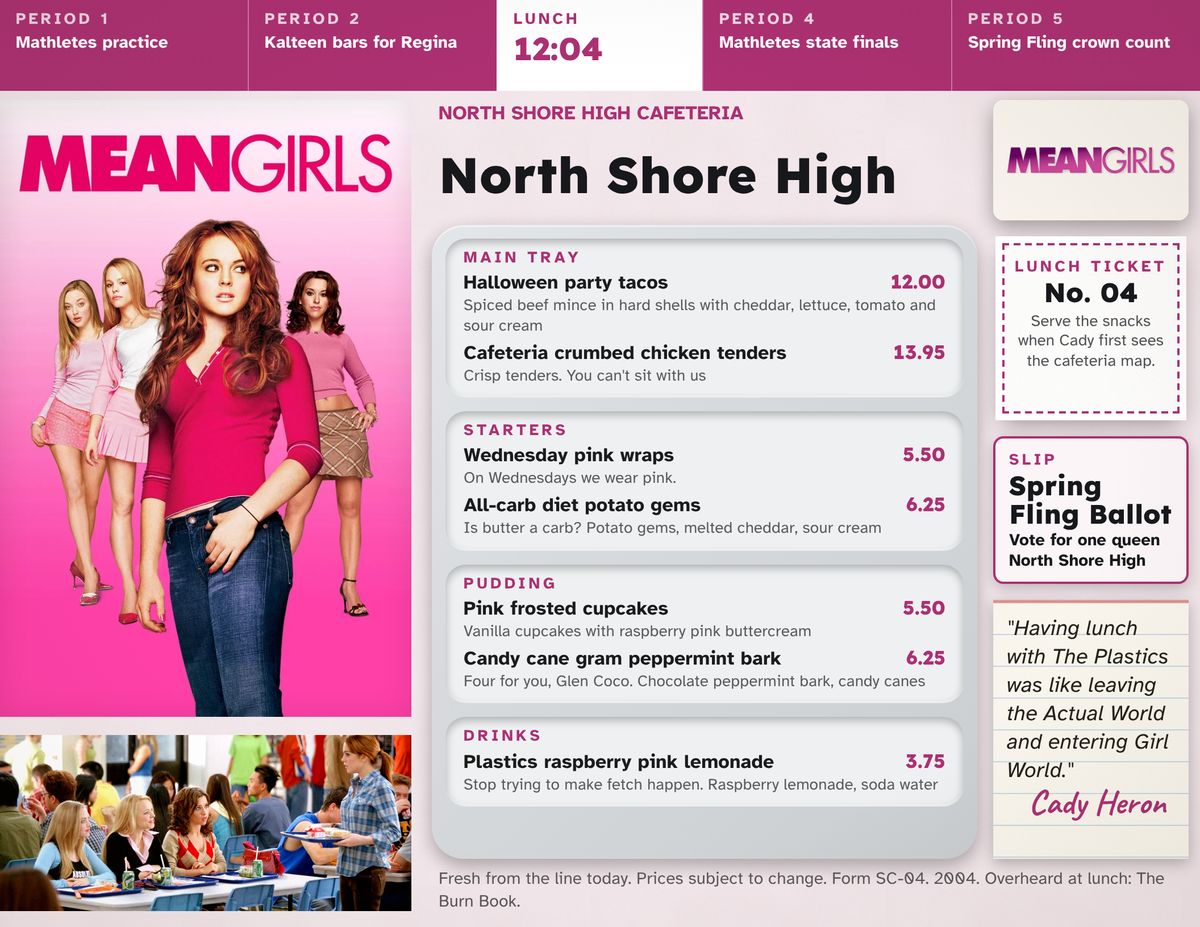 PERIOD 1
Mathletes practice
PERIOD 2
Kalteen bars for Regina
LUNCH
12:04
PERIOD 4
Mathletes state finals
PERIOD 5
Spring Fling crown count
MEANGIRLS
NORTH SHORE HIGH CAFETERIA
North Shore High
MAIN TRAY
Halloween party tacos 12.00
Spiced beef mince in hard shells with cheddar, lettuce, tomato and
sour cream
Cafeteria crumbed chicken tenders 13.95
Crisp tenders. You can't sit with us
STARTERS
Wednesday pink wraps 5.50
On Wednesdays we wear pink.
All-carb diet potato gems 6.25
Is butter a carb? Potato gems, melted cheddar, sour cream
PUDDING
Pink frosted cupcakes 5.50
Vanilla cupcakes with raspberry pink buttercream
Candy cane gram peppermint bark 6.25
Four for you, Glen Coco. Chocolate peppermint bark, candy canes
DRINKS
Plastics raspberry pink lemonade 3.75
Stop trying to make fetch happen. Raspberry lemonade, soda water
Fresh from the line today. Prices subject to change. Form SC-04. 2004. Overheard at lunch: The
Burn Book.
MEANGIRLS
LUNCH TICKET
No. 04
Serve the snacks
when Cady first sees
the cafeteria map.
SLIP
Spring
Fling Ballot
Vote for one queen
North Shore High
"Having lunch
with The Plastics
was like leaving
the Actual World
and entering Girl
World."
Cady Heron